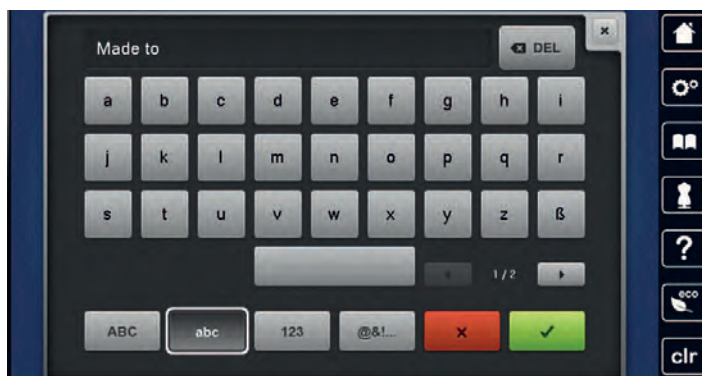 Made to
DEL
a b c d e f g h i
j k l m n o p q r
s t u v w x y z ß
1 / 2
ABC abc 123 @&!...
?
eco
clr